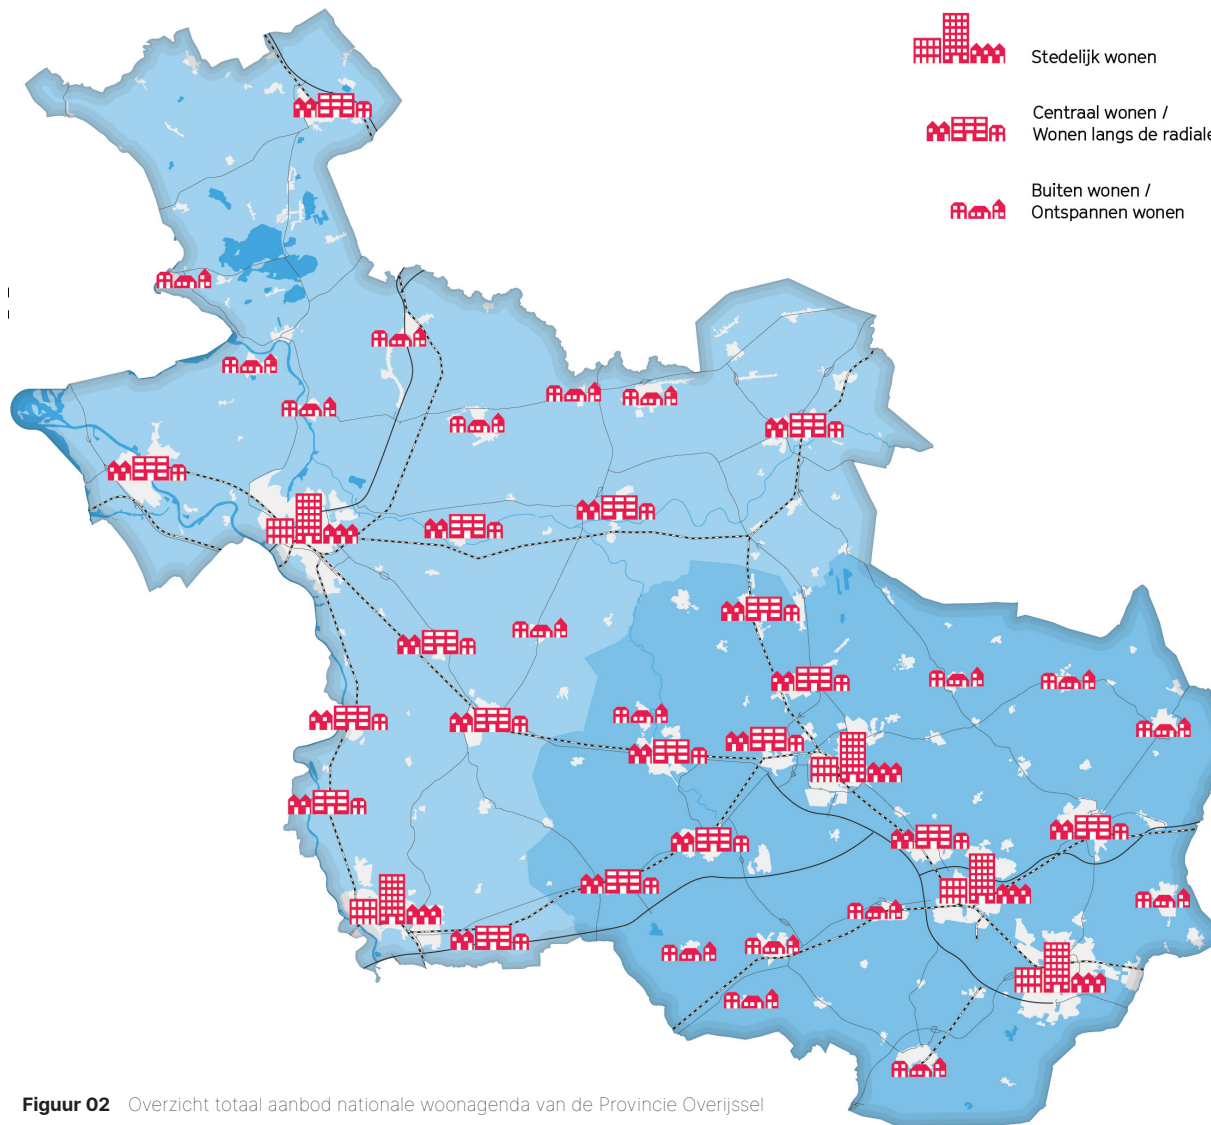 Stedelijk wonen
Centraal wonen /
Wonen langs de radiale
Buiten wonen /
Ontspannen wonen
Figuur 02 Overzicht totaal aanbod nationale woonagenda van de Provincie Overijssel